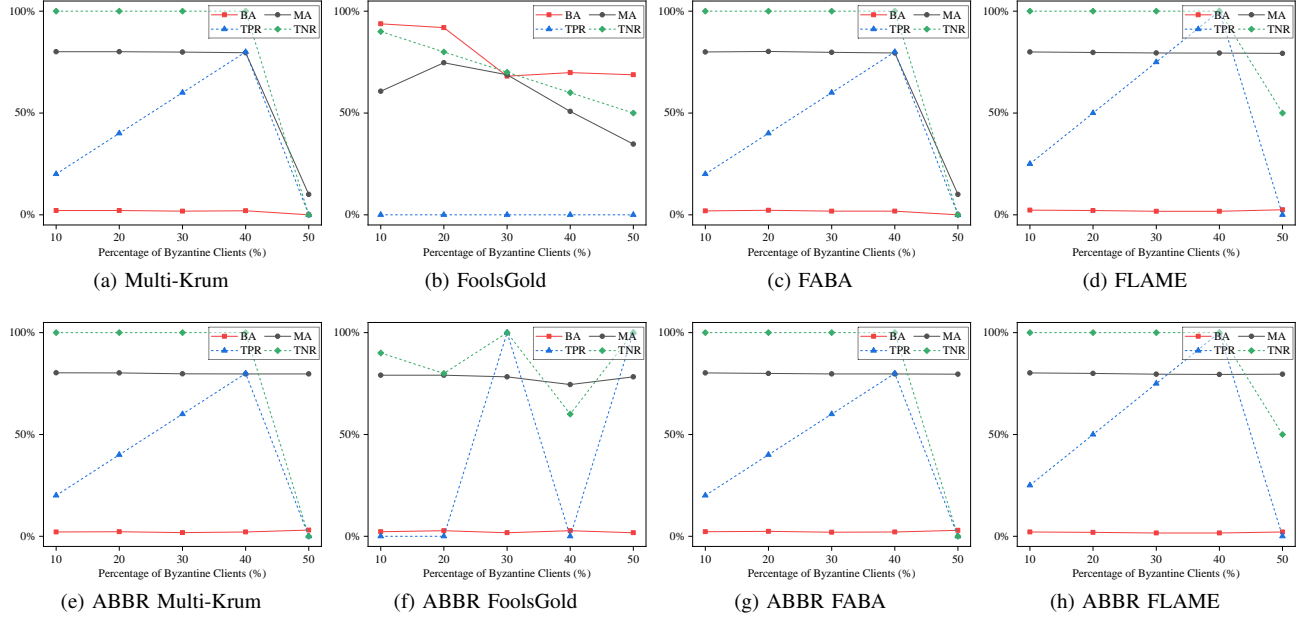 100%
50%
0%
BA MA
TPR TNR
10 20 30 40 50
Percentage of Byzantine Clients (%)
(a) Multi-Krum
100%
50%
0%
BA MA
TPR TNR
10 20 30 40 50
Percentage of Byzantine Clients (%)
(b) FoolsGold
100%
50%
0%
BA MA
TPR TNR
10 20 30 40 50
Percentage of Byzantine Clients (%)
(c) FABA
100%
50%
0%
BA MA
TPR TNR
10 20 30 40 50
Percentage of Byzantine Clients (%)
(d) FLAME
100%
50%
0%
BA MA
TPR TNR
10 20 30 40 50
Percentage of Byzantine Clients (%)
(e) ABBR Multi-Krum
100%
50%
0%
BA MA
TPR TNR
10 20 30 40 50
Percentage of Byzantine Clients (%)
(f) ABBR FoolsGold
100%
50%
0%
BA MA
TPR TNR
10 20 30 40 50
Percentage of Byzantine Clients (%)
(g) ABBR FABA
100%
50%
0%
BA MA
TPR TNR
10 20 30 40 50
Percentage of Byzantine Clients (%)
(h) ABBR FLAME